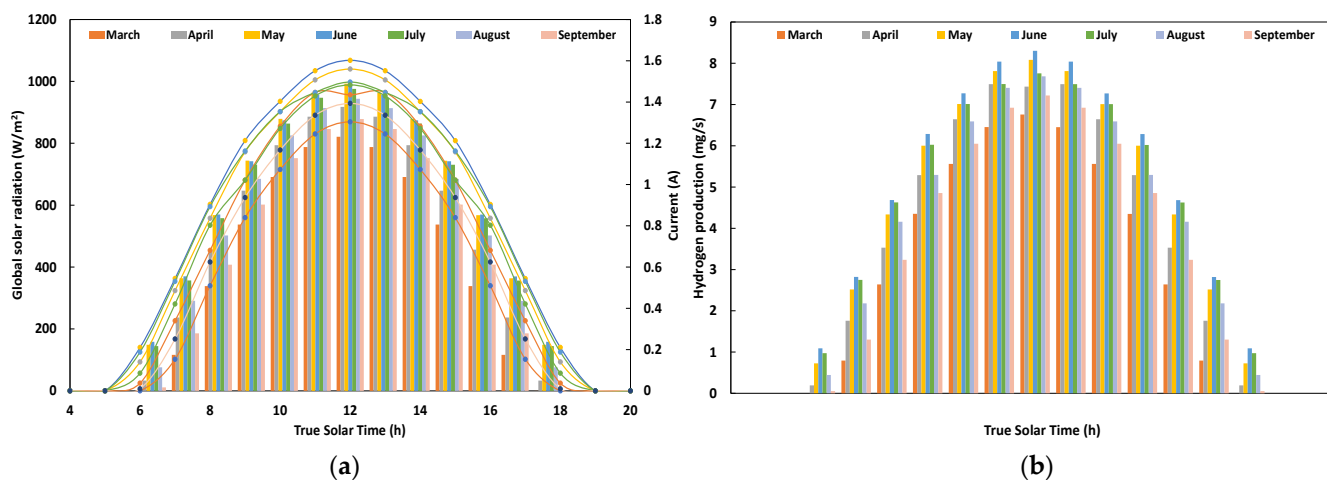 March April May June July August September
Global solar radiation (W/m²)
1200
1000
800
600
400
200
0
1.8
1.6
1.4
1.2
1
0.8
0.6
0.4
0.2
0
Current (A)
4 6 8 10 12 14 16 18 20
True Solar Time (h)
(a)
March April May June July August September
Hydrogen production (mg/s)
9
8
7
6
5
4
3
2
1
0
True Solar Time (h)
(b)